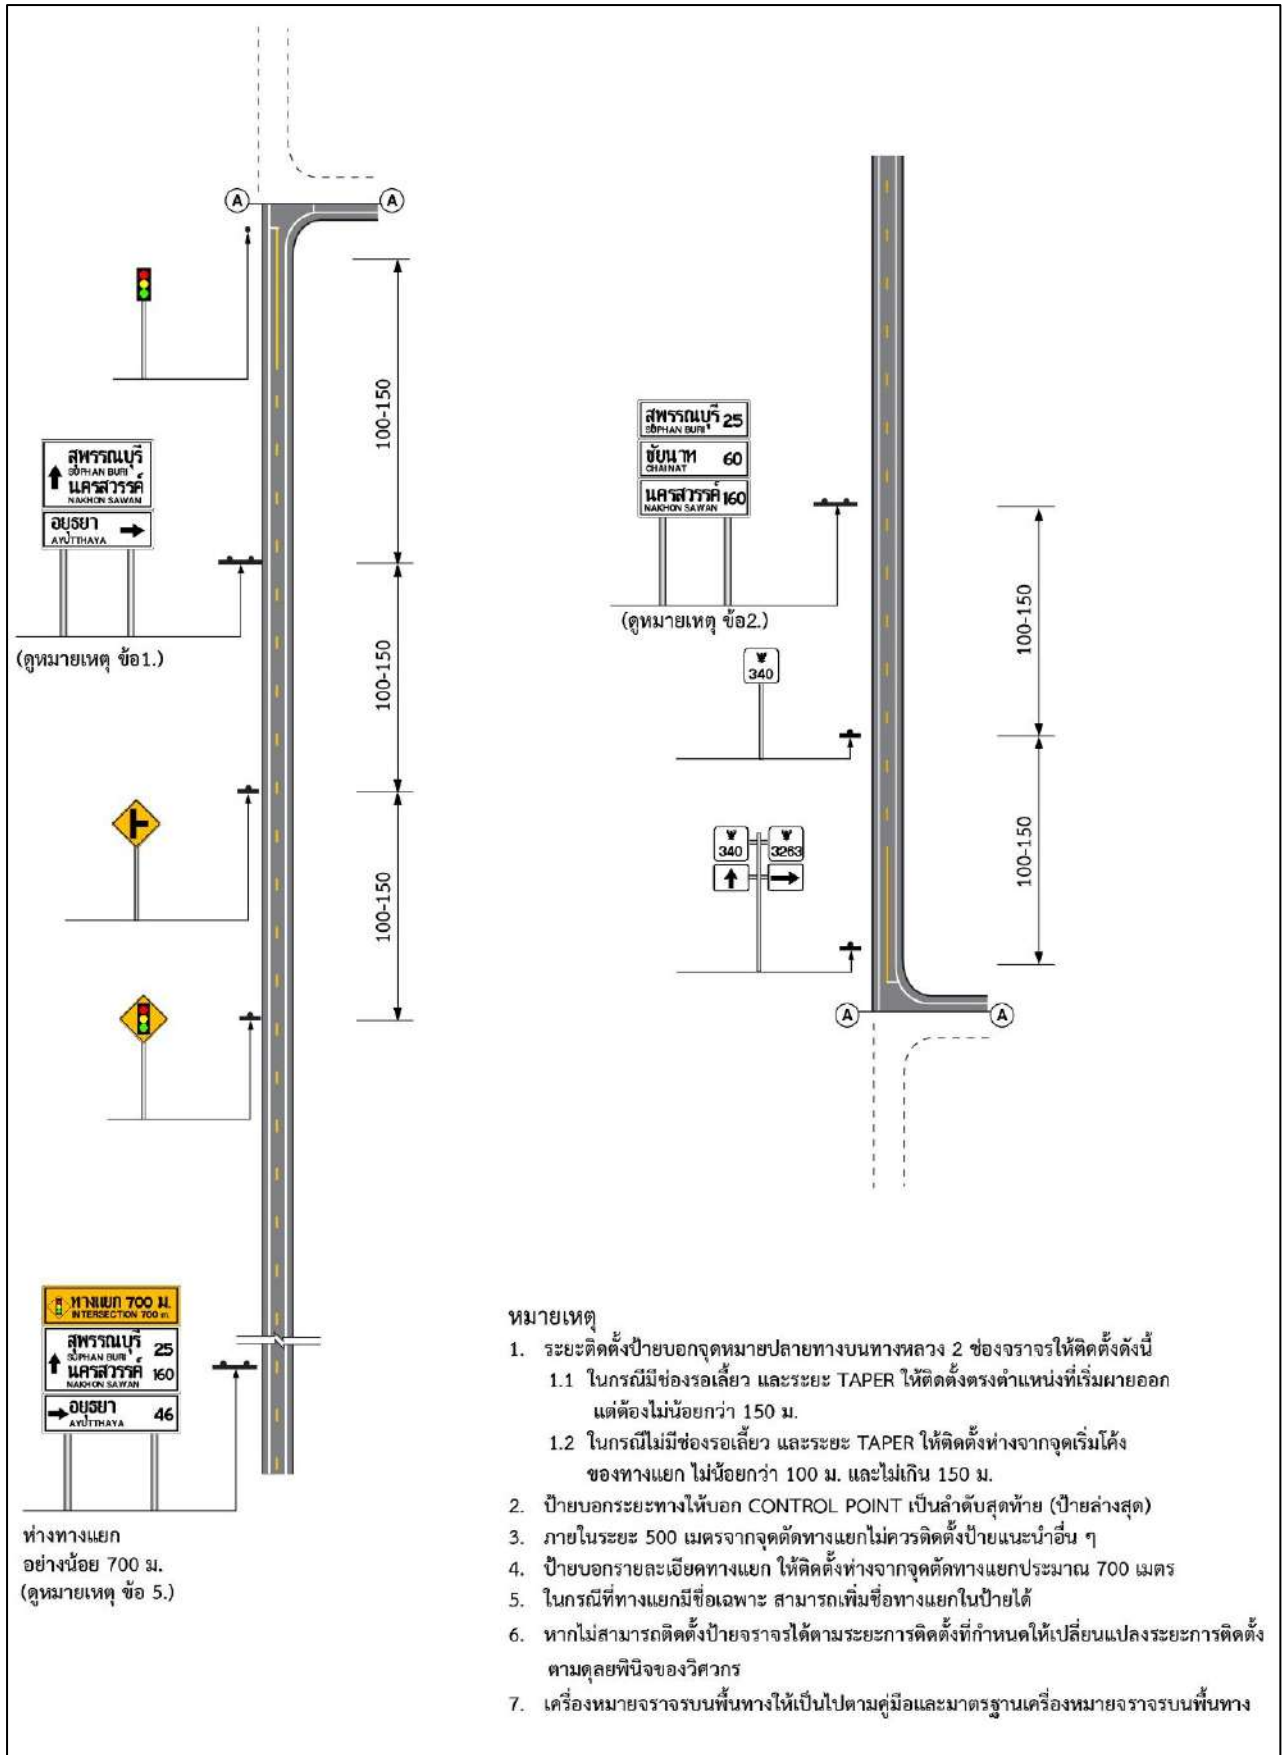 A A
100-150
สุพรรณบุรี
SUPHAN BURI
นครสวรรค์
NAKHON SAWAN
อยุธยา
AYUTTHAYA
(ดูหมายเหตุ ข้อ1.)
100-150
100-150
ทางแยก 700 ม.
INTERSECTION 700 m.
สุพรรณบุรี 25
SUPHAN BURI
นครสวรรค์ 160
NAKHON SAWAN
อยุธยา 46
AYUTTHAYA
ห่างทางแยก
อย่างน้อย 700 ม.
(ดูหมายเหตุ ข้อ 5.)
สุพรรณบุรี 25
SUPHAN BURI
ชัยนาท 60
CHAINAT
นครสวรรค์ 160
NAKHON SAWAN
(ดูหมายเหตุ ข้อ2.)
100-150
340
340 3263
100-150
A A
หมายเหตุ
1. ระยะติดตั้งป้ายบอกจุดหมายปลายทางบนทางหลวง 2 ช่องจราจรให้ติดตั้งดังนี้
1.1 ในกรณีมีช่องรอเลี้ยว และระยะ TAPER ให้ติดตั้งตรงตำแหน่งที่เริ่มผายออก
แต่ต้องไม่น้อยกว่า 150 ม.
1.2 ในกรณีไม่มีช่องรอเลี้ยว และระยะ TAPER ให้ติดตั้งห่างจากจุดเริ่มโค้ง
ของทางแยก ไม่น้อยกว่า 100 ม. และไม่เกิน 150 ม.
2. ป้ายบอกระยะทางให้บอก CONTROL POINT เป็นลำดับสุดท้าย (ป้ายล่างสุด)
3. ภายในระยะ 500 เมตรจากจุดตัดทางแยกไม่ควรติดตั้งป้ายแนะนำอื่น ๆ
4. ป้ายบอกรายละเอียดทางแยก ให้ติดตั้งห่างจากจุดตัดทางแยกประมาณ 700 เมตร
5. ในกรณีที่ทางแยกมีชื่อเฉพาะ สามารถเพิ่มชื่อทางแยกในป้ายได้
6. หากไม่สามารถติดตั้งป้ายจราจรได้ตามระยะการติดตั้งที่กำหนดให้เปลี่ยนแปลงระยะการติดตั้ง
ตามดุลยพินิจของวิศวกร
7. เครื่องหมายจราจรบนพื้นทางให้เป็นไปตามคู่มือและมาตรฐานเครื่องหมายจราจรบนพื้นทาง